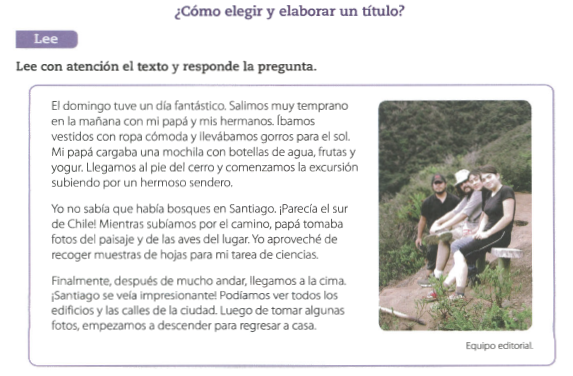 ¿Cómo elegir y elaborar un título?
Lee
Lee con atención el texto y responde la pregunta.
El domingo tuve un día fantástico. Salimos muy temprano
en la mañana con mi papá y mis hermanos. Íbamos
vestidos con ropa cómoda y llevábamos gorros para el sol.
Mi papá cargaba una mochila con botellas de agua, frutas y
yogur. Llegamos al pie del cerro y comenzamos la excursión
subiendo por un hermoso sendero.
Yo no sabía que había bosques en Santiago. ¡Parecía el sur
de Chile! Mientras subíamos por el camino, papá tomaba
fotos del paisaje y de las aves del lugar. Yo aproveché de
recoger muestras de hojas para mi tarea de ciencias.
Finalmente, después de mucho andar, llegamos a la cima.
¡Santiago se veía impresionante! Podíamos ver todos los
edificios y las calles de la ciudad. Luego de tomar algunas
fotos, empezamos a descender para regresar a casa.
Equipo editorial.